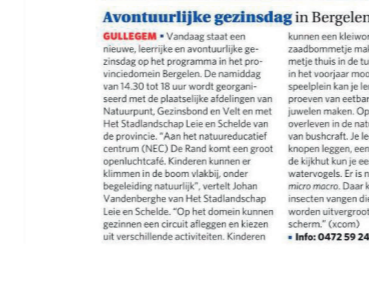 Avontuurlijke gezinsdag in Bergelen
GULLEGEM • Vandaag staat een
nieuwe, leerrijke en avontuurlijke ge-
zinsdag op het programma in het pro-
vinciedomein Bergelen. De namiddag
van 14.30 tot 18 uur wordt georgani-
seerd met de plaatselijke afdelingen van
Natuurpunt, Gezinsbond en Velt en met
Het Stadlandschap Leie en Schelde van
de provincie. "Aan het natuureducatief
centrum (NEC) De Rand komt een groot
openluchtcafé. Kinderen kunnen er
klimmen in de boom vlakbij, onder
begeleiding natuurlijk", vertelt Johan
Vandenberghe van Het Stadlandschap
Leie en Schelde. "Op het domein kunnen
gezinnen een circuit afleggen en kiezen
uit verschillende activiteiten. Kinderen
kunnen een kleiwor
zaadbommetje mal
metje thuis in de tu
in het voorjaar moo
speelplein kan je ler
proeven van eetbar
juwelen maken. Op
overleven in de nat
van bushcraft. Je le
knopen leggen, een
de kijkhut kun je ee
watervogels. Er is n
micro macro. Daar k
insecten vangen die
worden uitvergroot
scherm." (xcom)
• Info: 0472 59 24